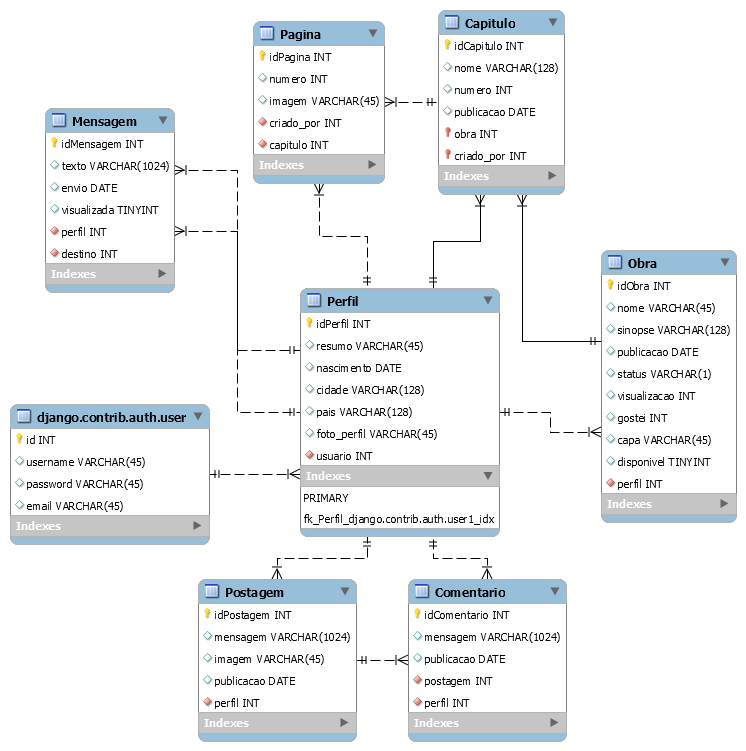 Pagina
idPagina INT
numero INT
imagem VARCHAR(45)
criado_por INT
capitulo INT
Indexes
Capitulo
idCapitulo INT
nome VARCHAR(128)
numero INT
publicacao DATE
obra INT
criado_por INT
Indexes
Mensagem
idMensagem INT
texto VARCHAR(1024)
envio DATE
visualizada TINYINT
perfil INT
destino INT
Indexes
Obra
idObra INT
nome VARCHAR(45)
sinopse VARCHAR(128)
publicacao DATE
status VARCHAR(1)
visualizacao INT
gostei INT
capa VARCHAR(45)
disponivel TINYINT
perfil INT
Indexes
Perfil
idPerfil INT
resumo VARCHAR(45)
nascimento DATE
cidade VARCHAR(128)
pais VARCHAR(128)
foto_perfil VARCHAR(45)
usuario INT
Indexes
PRIMARY
fk_Perfil_django.contrib.auth.user1_idx
django.contrib.auth.user
id INT
username VARCHAR(45)
password VARCHAR(45)
email VARCHAR(45)
Indexes
Postagem
idPostagem INT
mensagem VARCHAR(1024)
imagem VARCHAR(45)
publicacao DATE
perfil INT
Indexes
Comentario
idComentario INT
mensagem VARCHAR(1024)
publicacao DATE
postagem INT
perfil INT
Indexes